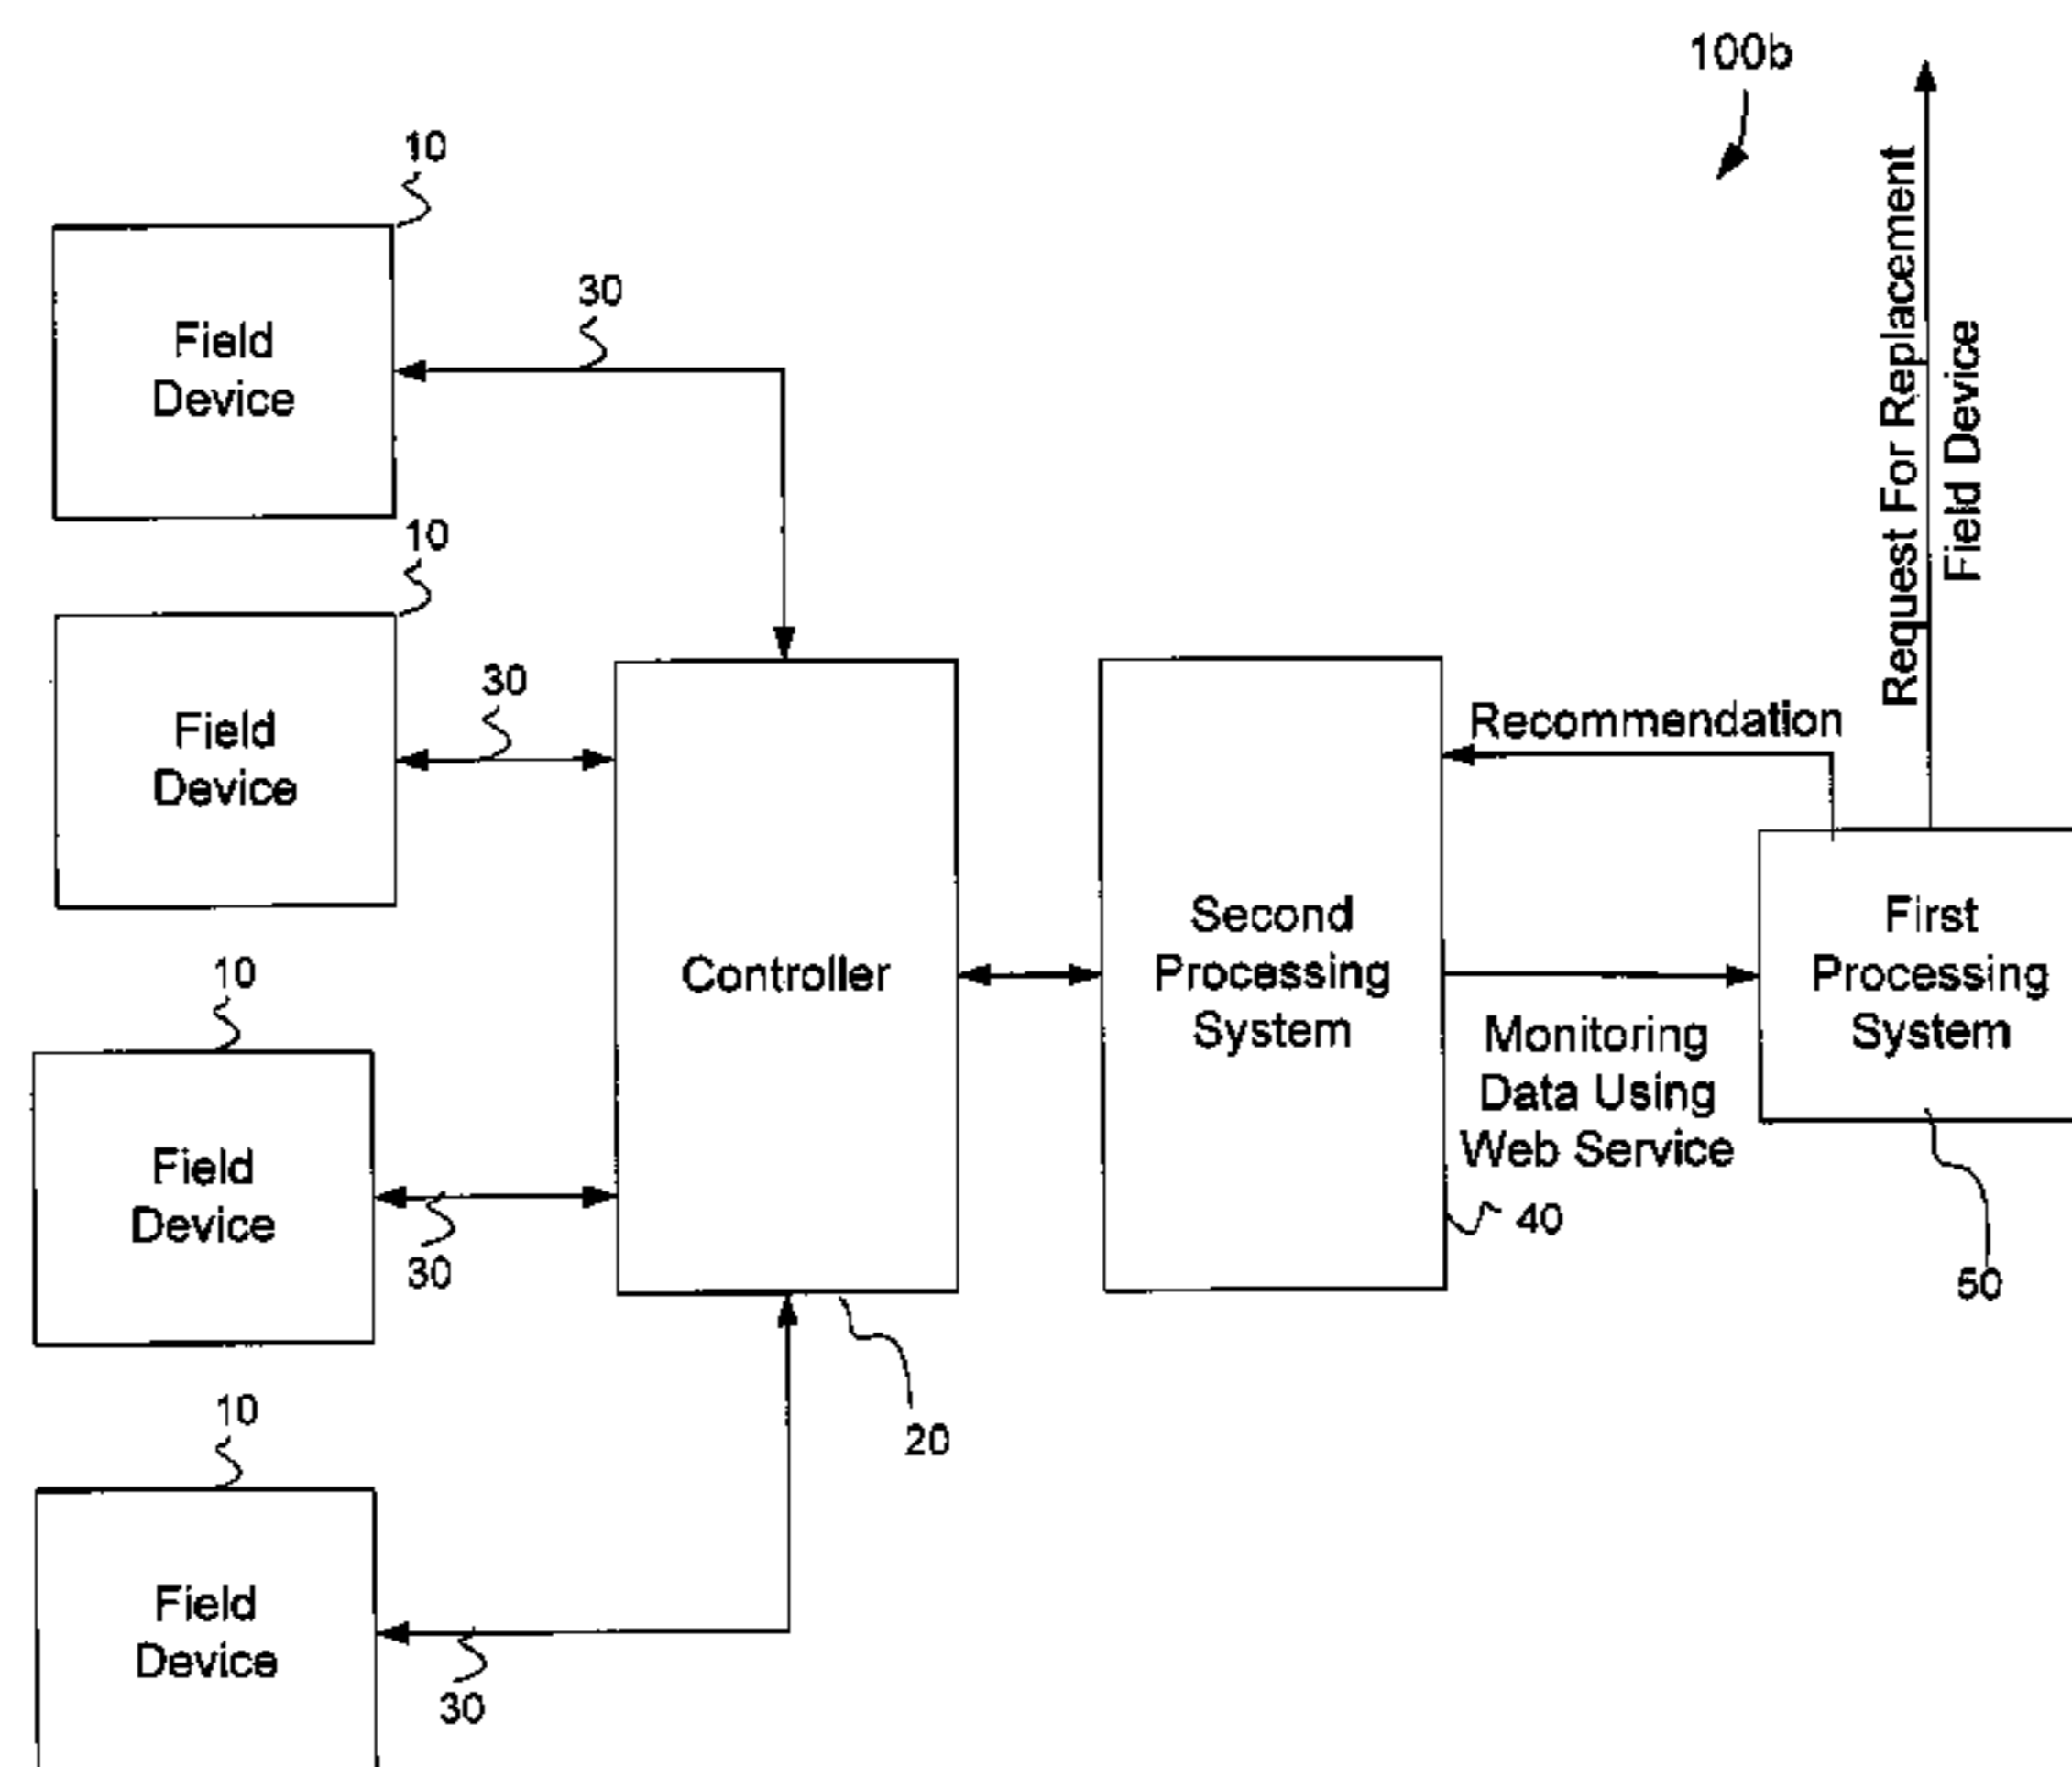 100b
10
Field
Device
30
10
Field
Device
30
10
Field
Device
30
10
Field
Device
30
Controller
20
Second
Processing
System
40
Recommendation
Monitoring
Data Using
Web Service
First
Processing
System
50
Request For Replacement
Field Device